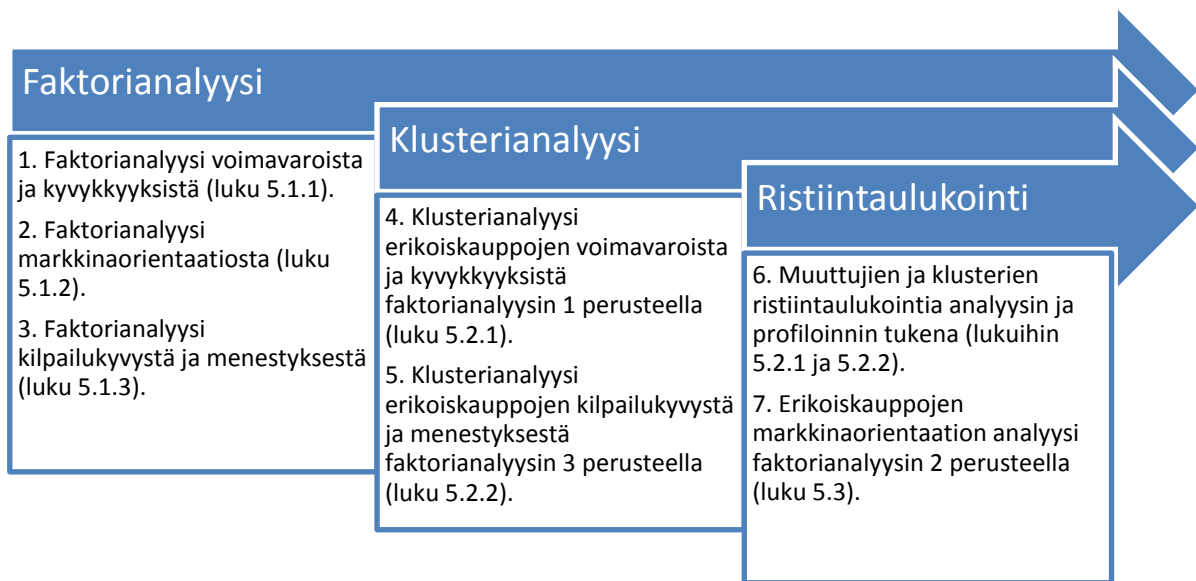 Faktorianalyysi
1. Faktorianalyysi voimavaroista
ja kyvykkyyksistä (luku 5.1.1).
2. Faktorianalyysi
markkinaorientaatiosta (luku
5.1.2).
3. Faktorianalyysi
kilpailukyvystä ja menestyksestä
(luku 5.1.3).
Klusterianalyysi
4. Klusterianalyysi
erikoiskauppojen voimavaroista
ja kyvykkyyksistä
faktorianalyysin 1 perusteella
(luku 5.2.1).
5. Klusterianalyysi
erikoiskauppojen kilpailukyvystä
ja menestyksestä
faktorianalyysin 3 perusteella
(luku 5.2.2).
Ristiintaulukointi
6. Muuttujien ja klusterien
ristiintaulukointia analyysin ja
profiloinnin tukena (lukuihin
5.2.1 ja 5.2.2).
7. Erikoiskauppojen
markkinaorientaation analyysi
faktorianalyysin 2 perusteella
(luku 5.3).